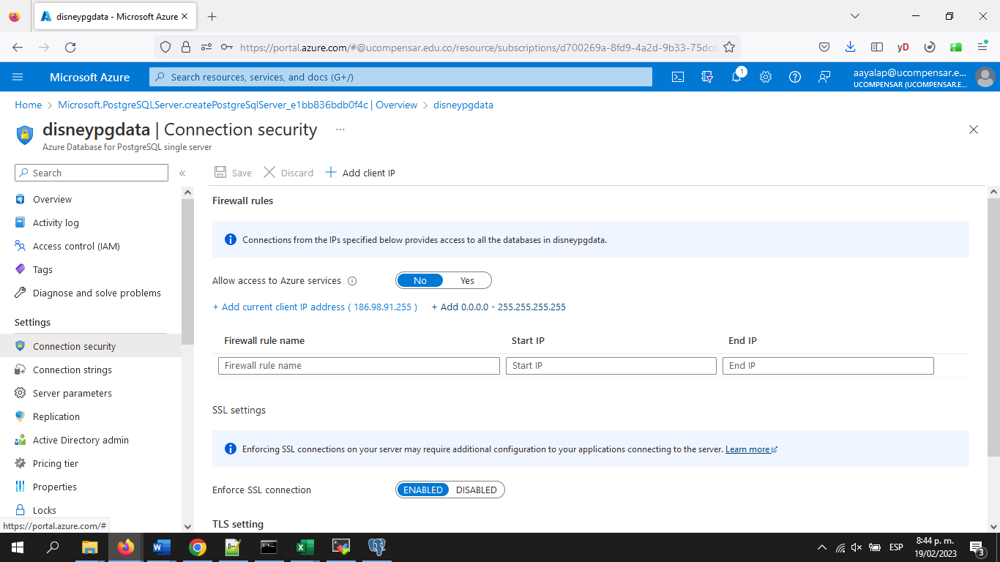 disneypgdata - Microsoft Azure
https://portal.azure.com/#@ucompensar.edu.co/resource/subscriptions/d700269a-8fd9-4a2d-9b33-75dcd
yD
Microsoft Azure
Search resources, services, and docs (G+/)
1
aayalap@ucompensar.e...
UCOMPENSAR (UCOMPENSAR.E...
Home > Microsoft.PostgreSQLServer.createPostgreSqlServer_e1bb836bdb0f4c | Overview > disneypgdata
disneypgdata | Connection security ...
Azure Database for PostgreSQL single server
Search
«
Save
Discard
Add client IP
Overview
Activity log
Access control (IAM)
Tags
Diagnose and solve problems
Settings
Connection security
Connection strings
Server parameters
Replication
Active Directory admin
Pricing tier
Properties
Locks
https://portal.azure.com/#
Firewall rules
Connections from the IPs specified below provides access to all the databases in disneypgdata.
Allow access to Azure services
No Yes
+ Add current client IP address ( 186.98.91.255 ) + Add 0.0.0.0 - 255.255.255.255
Firewall rule name Start IP End IP
Firewall rule name Start IP End IP
SSL settings
Enforcing SSL connections on your server may require additional configuration to your applications connecting to the server. Learn more
Enforce SSL connection
ENABLED DISABLED
TLS setting
ESP
8:44 p. m.
19/02/2023
3